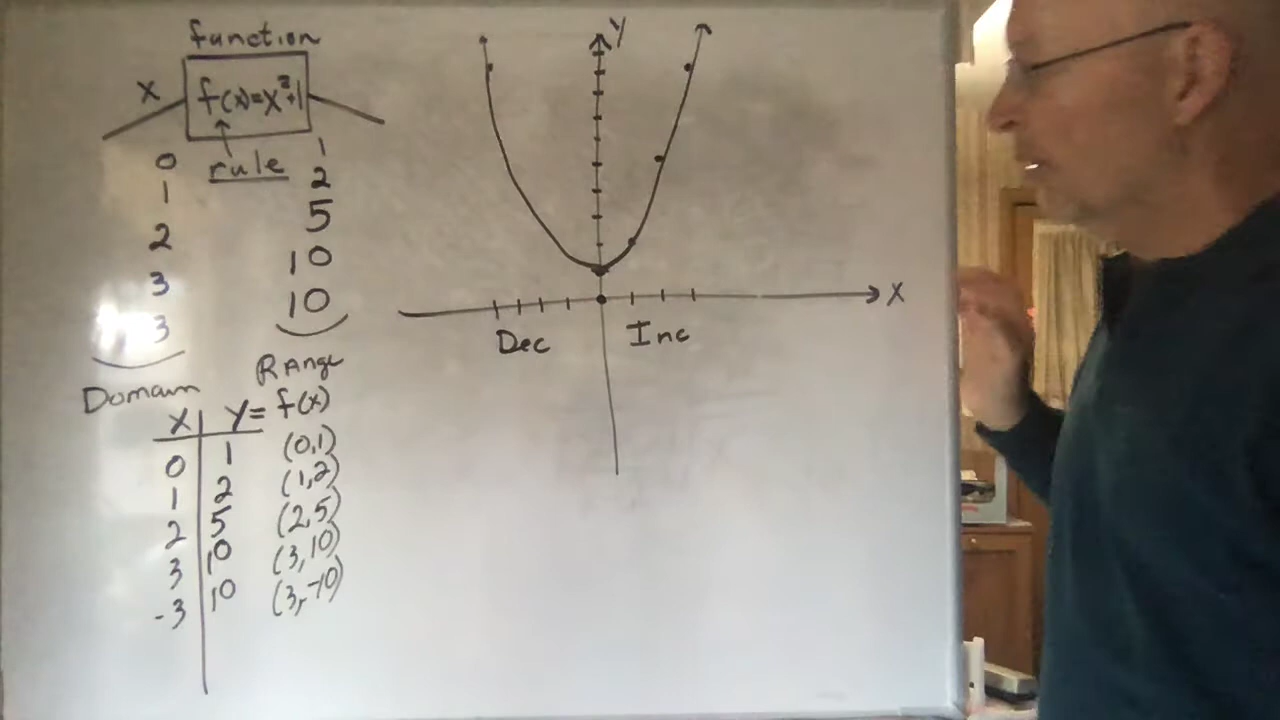 function
x f(x)=x²+1
rule
0 1
1 2
2 5
3 10
3 10
Domain Range
x y= f(x)
0 1 (0,1)
1 2 (1,2)
2 5 (2,5)
3 10 (3,10)
-3 10 (3,-10)
y
x
Dec Inc